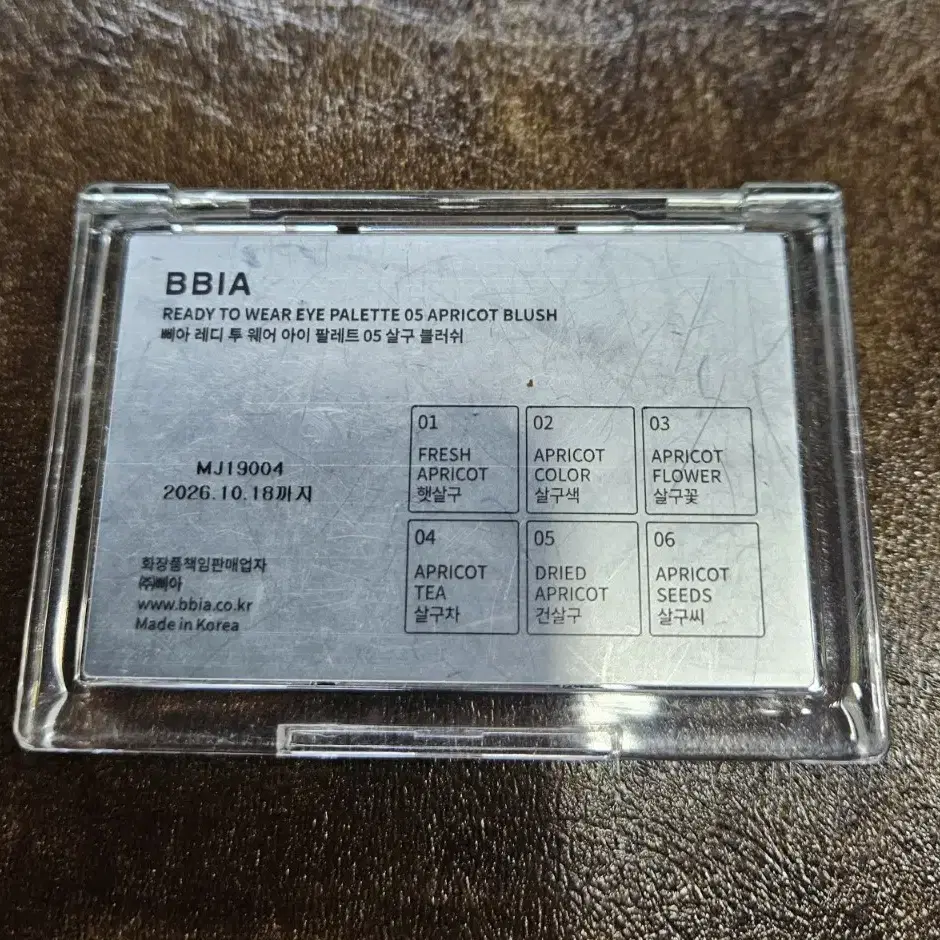 BBIA
READY TO WEAR EYE PALETTE 05 APRICOT BLUSH
삐아 레디 투 웨어 아이 팔레트 05 살구 블러쉬
MJ19004
2026.10.18까지
화장품책임판매업자
㈜삐아
www.bbia.co.kr
Made in Korea
01
FRESH
APRICOT
햇살구
02
APRICOT
COLOR
살구색
03
APRICOT
FLOWER
살구꽃
04
APRICOT
TEA
살구차
05
DRIED
APRICOT
건살구
06
APRICOT
SEEDS
살구씨